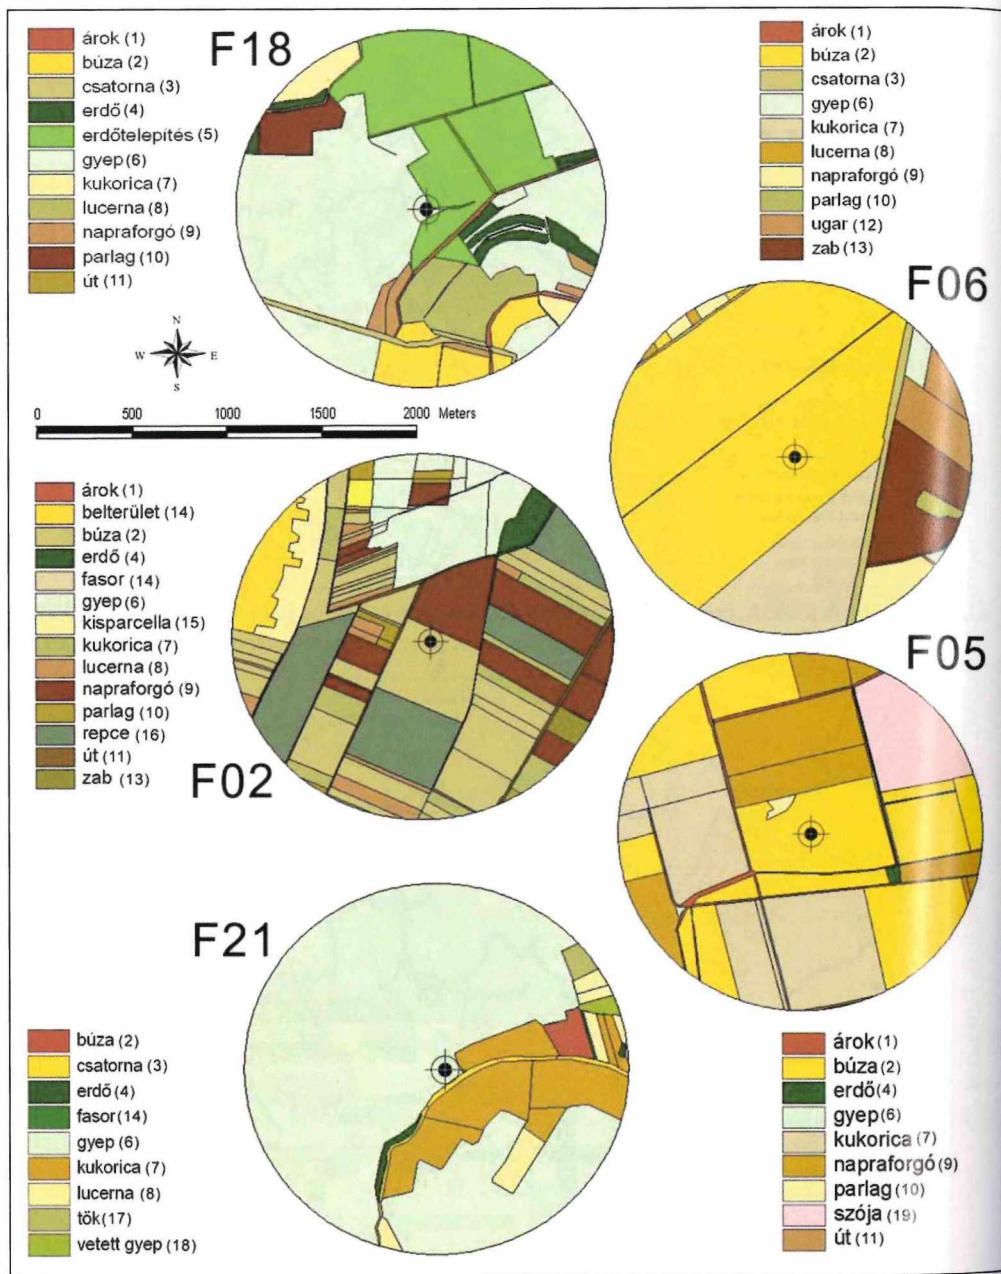 F18
árok (1)
búza (2)
csatorna (3)
erdő (4)
erdőtelepítés (5)
gyep (6)
kukorica (7)
lucerna (8)
napraforgó (9)
parlag (10)
út (11)
árok (1)
búza (2)
csatorna (3)
gyep (6)
kukorica (7)
lucerna (8)
napraforgó (9)
parlag (10)
ugar (12)
zab (13)
F06
N
W E
S
0 500 1000 1500 2000 Meters
árok (1)
belterület (14)
búza (2)
erdő (4)
fasor (14)
gyep (6)
kisparcella (15)
kukorica (7)
lucerna (8)
napraforgó (9)
parlag (10)
repce (16)
út (11)
zab (13)
F02
F05
F21
búza (2)
csatorna (3)
erdő (4)
fasor(14)
gyep (6)
kukorica (7)
lucerna (8)
tök(17)
vetett gyep (18)
árok(1)
búza(2)
erdő(4)
gyep(6)
kukorica (7)
napraforgó(9)
parlag (10)
szója (19)
út(11)